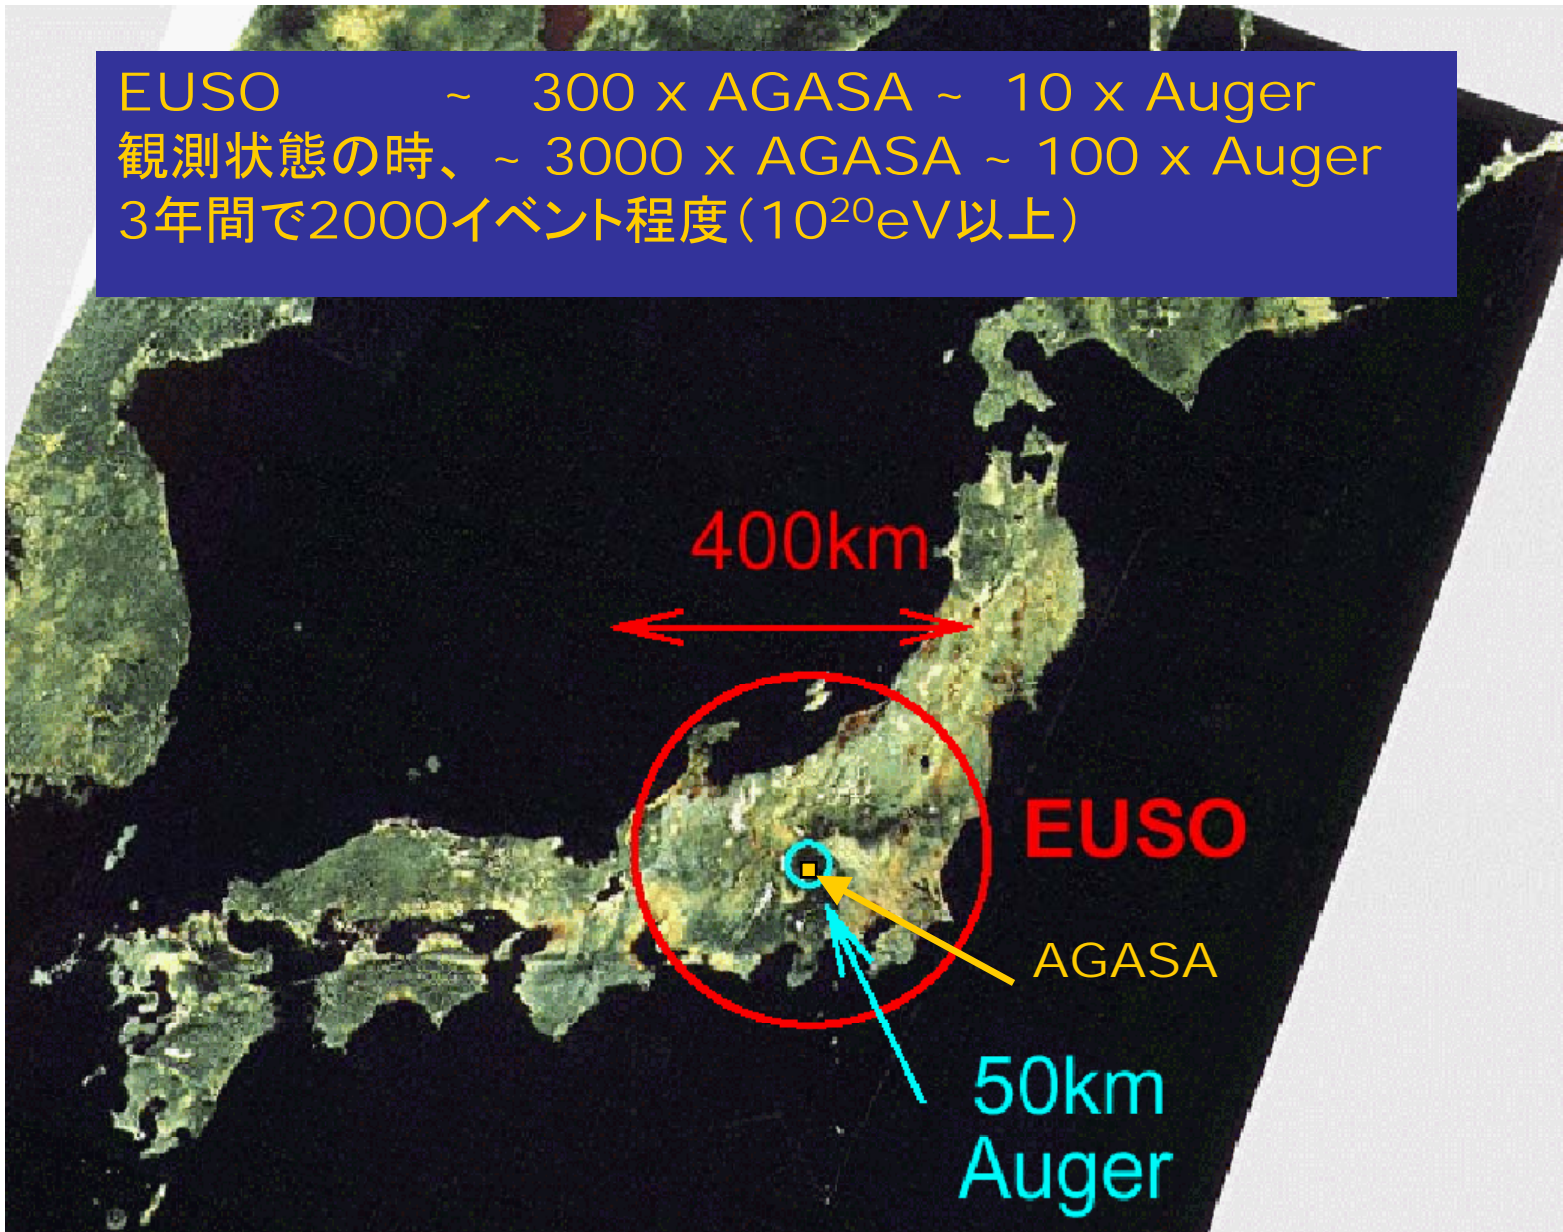 EUSO ~ 300 x AGASA ~ 10 x Auger
観測状態の時、~ 3000 x AGASA ~ 100 x Auger
3年間で2000イベント程度（10²⁰eV以上）
400km
EUSO
AGASA
50km
Auger